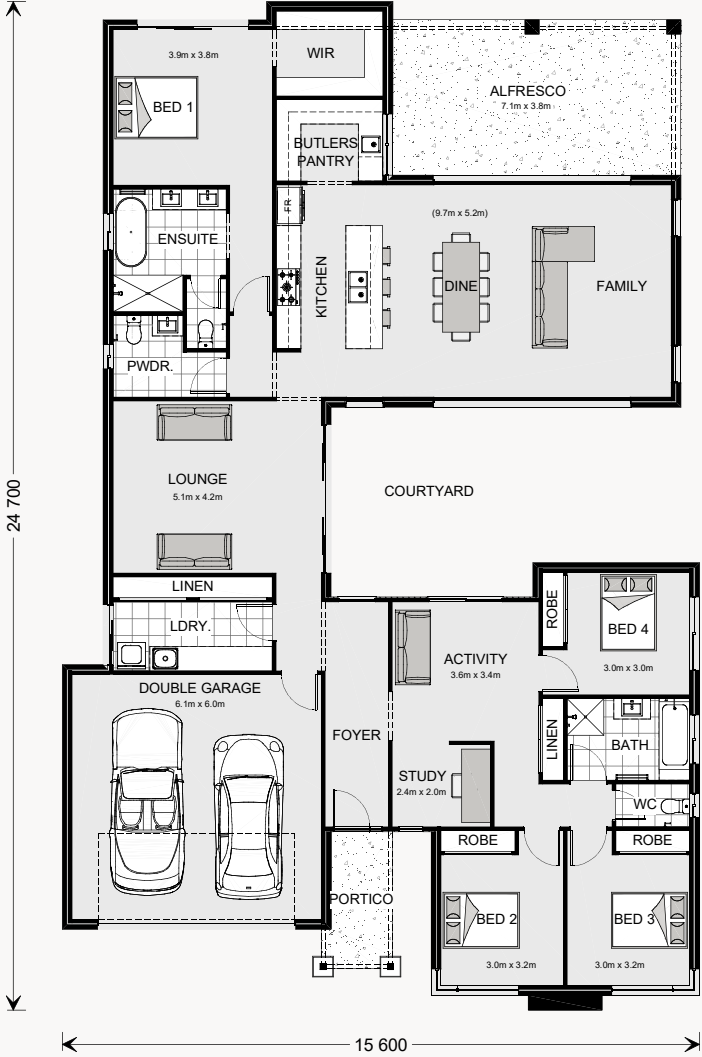 3.9m x 3.8m
WIR
BED 1
ALFRESCO
7.1m x 3.8m
BUTLERS
PANTRY
FR
(9.7m x 5.2m)
ENSUITE
KITCHEN
DINE
FAMILY
PWDR.
LOUNGE
5.1m x 4.2m
COURTYARD
24 700
LINEN
LDRY.
ROBE
BED 4
3.0m x 3.0m
ACTIVITY
3.6m x 3.4m
DOUBLE GARAGE
6.1m x 6.0m
FOYER
LINEN
BATH
STUDY
2.4m x 2.0m
WC
ROBE
ROBE
PORTICO
BED 2
BED 3
3.0m x 3.2m
3.0m x 3.2m
15 600